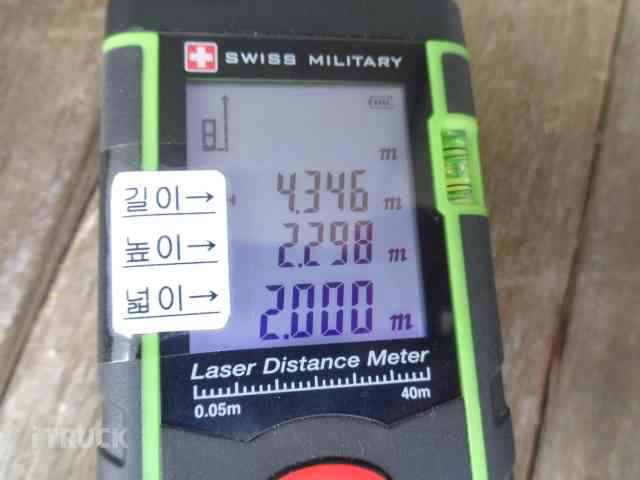 SWISS MILITARY
m
길이→ 4.346 m
높이→ 2.298 m
넓이→ 2.000 m
Laser Distance Meter
0.05m 40m
iTRUCK